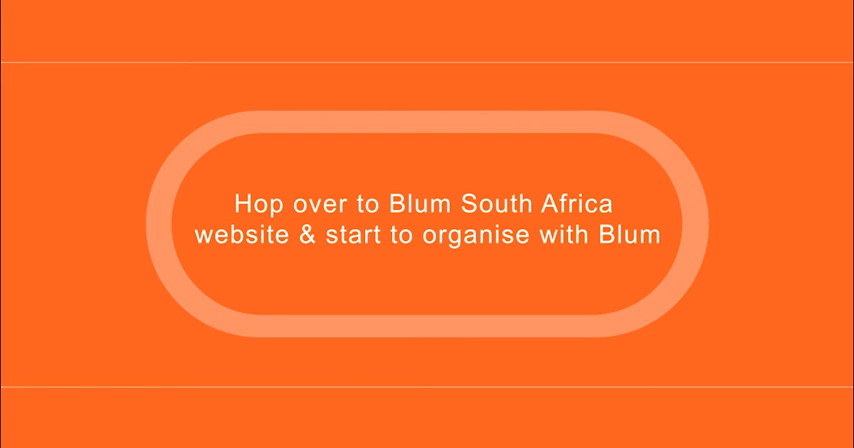 Hop over to Blum South Africa
website & start to organise with Blum